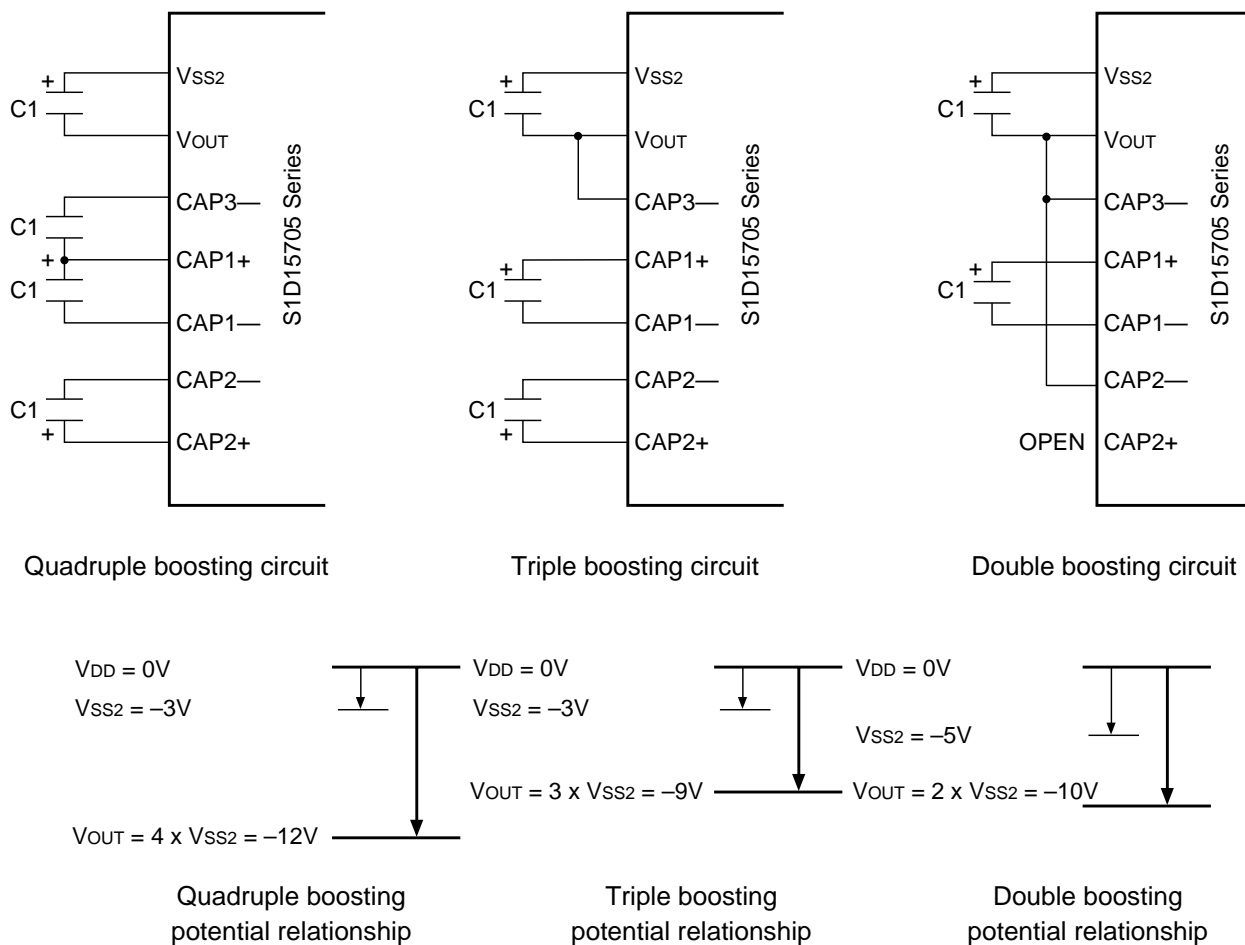 +
C1
VSS2
VOUT
CAP3—
C1
+
CAP1+
C1
CAP1—
CAP2—
C1
+
CAP2+
S1D15705 Series
Quadruple boosting circuit
+
C1
VSS2
VOUT
CAP3—
+
CAP1+
C1
CAP1—
CAP2—
C1
+
CAP2+
S1D15705 Series
Triple boosting circuit
+
C1
VSS2
VOUT
CAP3—
+
CAP1+
C1
CAP1—
CAP2—
OPEN
CAP2+
S1D15705 Series
Double boosting circuit
VDD = 0V
VSS2 = –3V
VOUT = 4 x VSS2 = –12V
Quadruple boosting
potential relationship
VDD = 0V
VSS2 = –3V
VOUT = 3 x VSS2 = –9V
Triple boosting
potential relationship
VDD = 0V
VSS2 = –5V
VOUT = 2 x VSS2 = –10V
Double boosting
potential relationship